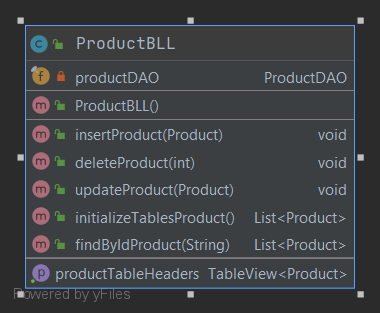 ProductBLL
productDAO ProductDAO
ProductBLL()
insertProduct(Product) void
deleteProduct(int) void
updateProduct(Product) void
initializeTablesProduct() List<Product>
findByIdProduct(String) List<Product>
productTableHeaders TableView<Product>
Powered by yFiles